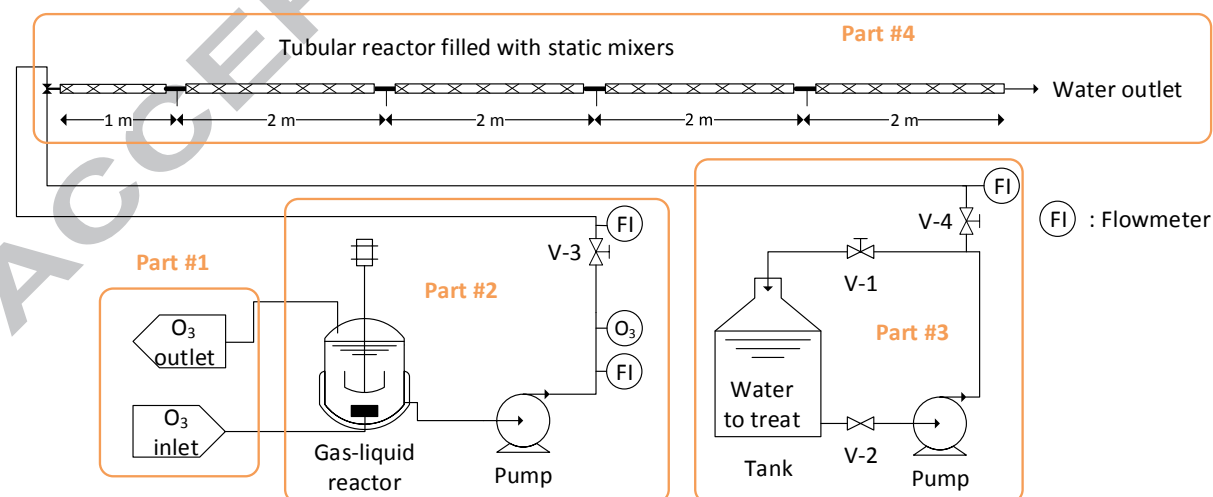 Part #4
Tubular reactor filled with static mixers
Water outlet
1 m
2 m
2 m
2 m
2 m
FI
FI : Flowmeter
FI
V-4
V-3
V-1
Part #1
Part #2
Part #3
O₃
outlet
O₃
FI
O₃
inlet
Water
to treat
Gas-liquid
reactor
Pump
Tank
V-2
Pump